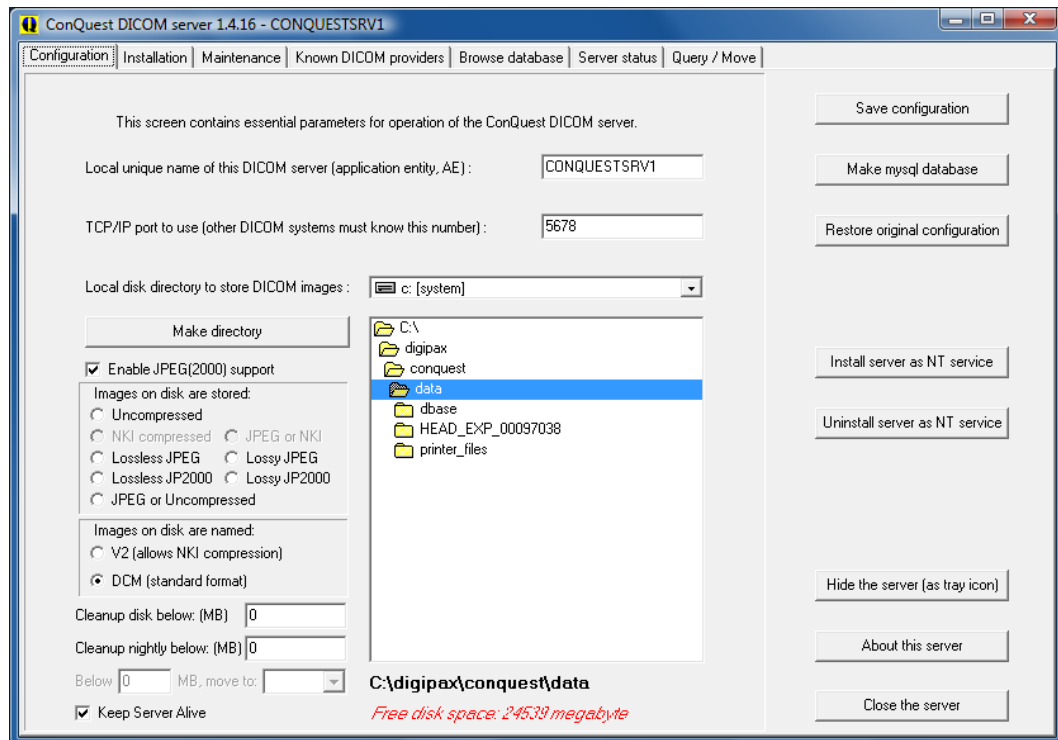 ConQuest DICOM server 1.4.16 - CONQUESTSRV1
Configuration Installation Maintenance Known DICOM providers Browse database Server status Query / Move
This screen contains essential parameters for operation of the ConQuest DICOM server.
Save configuration
Local unique name of this DICOM server (application entity, AE) : CONQUESTSRV1
Make mysql database
TCP/IP port to use (other DICOM systems must know this number) : 5678
Restore original configuration
Local disk directory to store DICOM images : c: [system]
Make directory
C:\
digipax
conquest
data
dbase
HEAD_EXP_00097038
printer_files
Enable JPEG(2000) support
Images on disk are stored:
Uncompressed
NKI compressed JPEG or NKI
Lossless JPEG Lossy JPEG
Lossless JP2000 Lossy JP2000
JPEG or Uncompressed
Images on disk are named:
V2 (allows NKI compression)
DCM (standard format)
Cleanup disk below: (MB) 0
Cleanup nightly below: (MB) 0
Below 0 MB, move to:
Keep Server Alive
C:\digipax\conquest\data
Free disk space: 24539 megabyte
Install server as NT service
Uninstall server as NT service
Hide the server (as tray icon)
About this server
Close the server